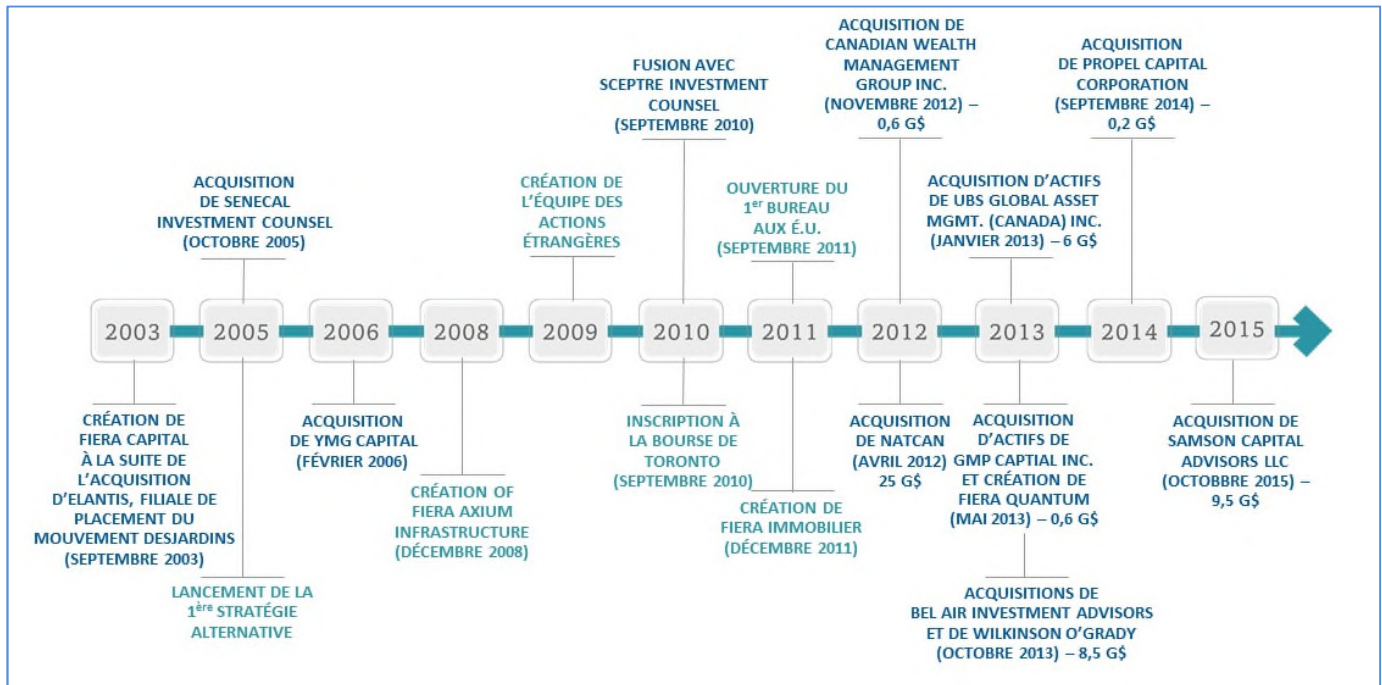 ACQUISITION DE
CANADIAN WEALTH
MANAGEMENT
GROUP INC.
(NOVEMBRE 2012) –
0,6 G$
ACQUISITION
DE PROPEL CAPITAL
CORPORATION
(SEPTEMBRE 2014) –
0,2 G$
FUSION AVEC
SCEPTRE INVESTMENT
COUNSEL
(SEPTEMBRE 2010)
ACQUISITION
DE SENECAL
INVESTMENT COUNSEL
(OCTOBRE 2005)
CRÉATION DE
L'ÉQUIPE DES
ACTIONS
ÉTRANGÈRES
OUVERTURE DU
1er BUREAU
AUX É.U.
(SEPTEMBRE 2011)
ACQUISITION D'ACTIFS
DE UBS GLOBAL ASSET
MGMT. (CANADA) INC.
(JANVIER 2013) – 6 G$
2003
2005
2006
2008
2009
2010
2011
2012
2013
2014
2015
CRÉATION DE
FIERA CAPITAL
À LA SUITE DE
L'ACQUISITION
D'ELANTIS, FILIALE DE
PLACEMENT DU
MOUVEMENT DESJARDINS
(SEPTEMBRE 2003)
LANCEMENT DE LA
1ère STRATÉGIE
ALTERNATIVE
ACQUISITION
DE YMG CAPITAL
(FÉVRIER 2006)
CRÉATION OF
FIERA AXIUM
INFRASTRUCTURE
(DÉCEMBRE 2008)
INSCRIPTION À
LA BOURSE DE
TORONTO
(SEPTEMBRE 2010)
CRÉATION DE
FIERA IMMOBILIER
(DÉCEMBRE 2011)
ACQUISITION
DE NATCAN
(AVRIL 2012)
25 G$
ACQUISITION
D'ACTIFS DE
GMP CAPTIAL INC.
ET CRÉATION DE
FIERA QUANTUM
(MAI 2013) – 0,6 G$
ACQUISITIONS DE
BEL AIR INVESTMENT ADVISORS
ET DE WILKINSON O'GRADY
(OCTOBRE 2013) – 8,5 G$
ACQUISITION DE
SAMSON CAPITAL
ADVISORS LLC
(OCTOBBRE 2015) –
9,5 G$